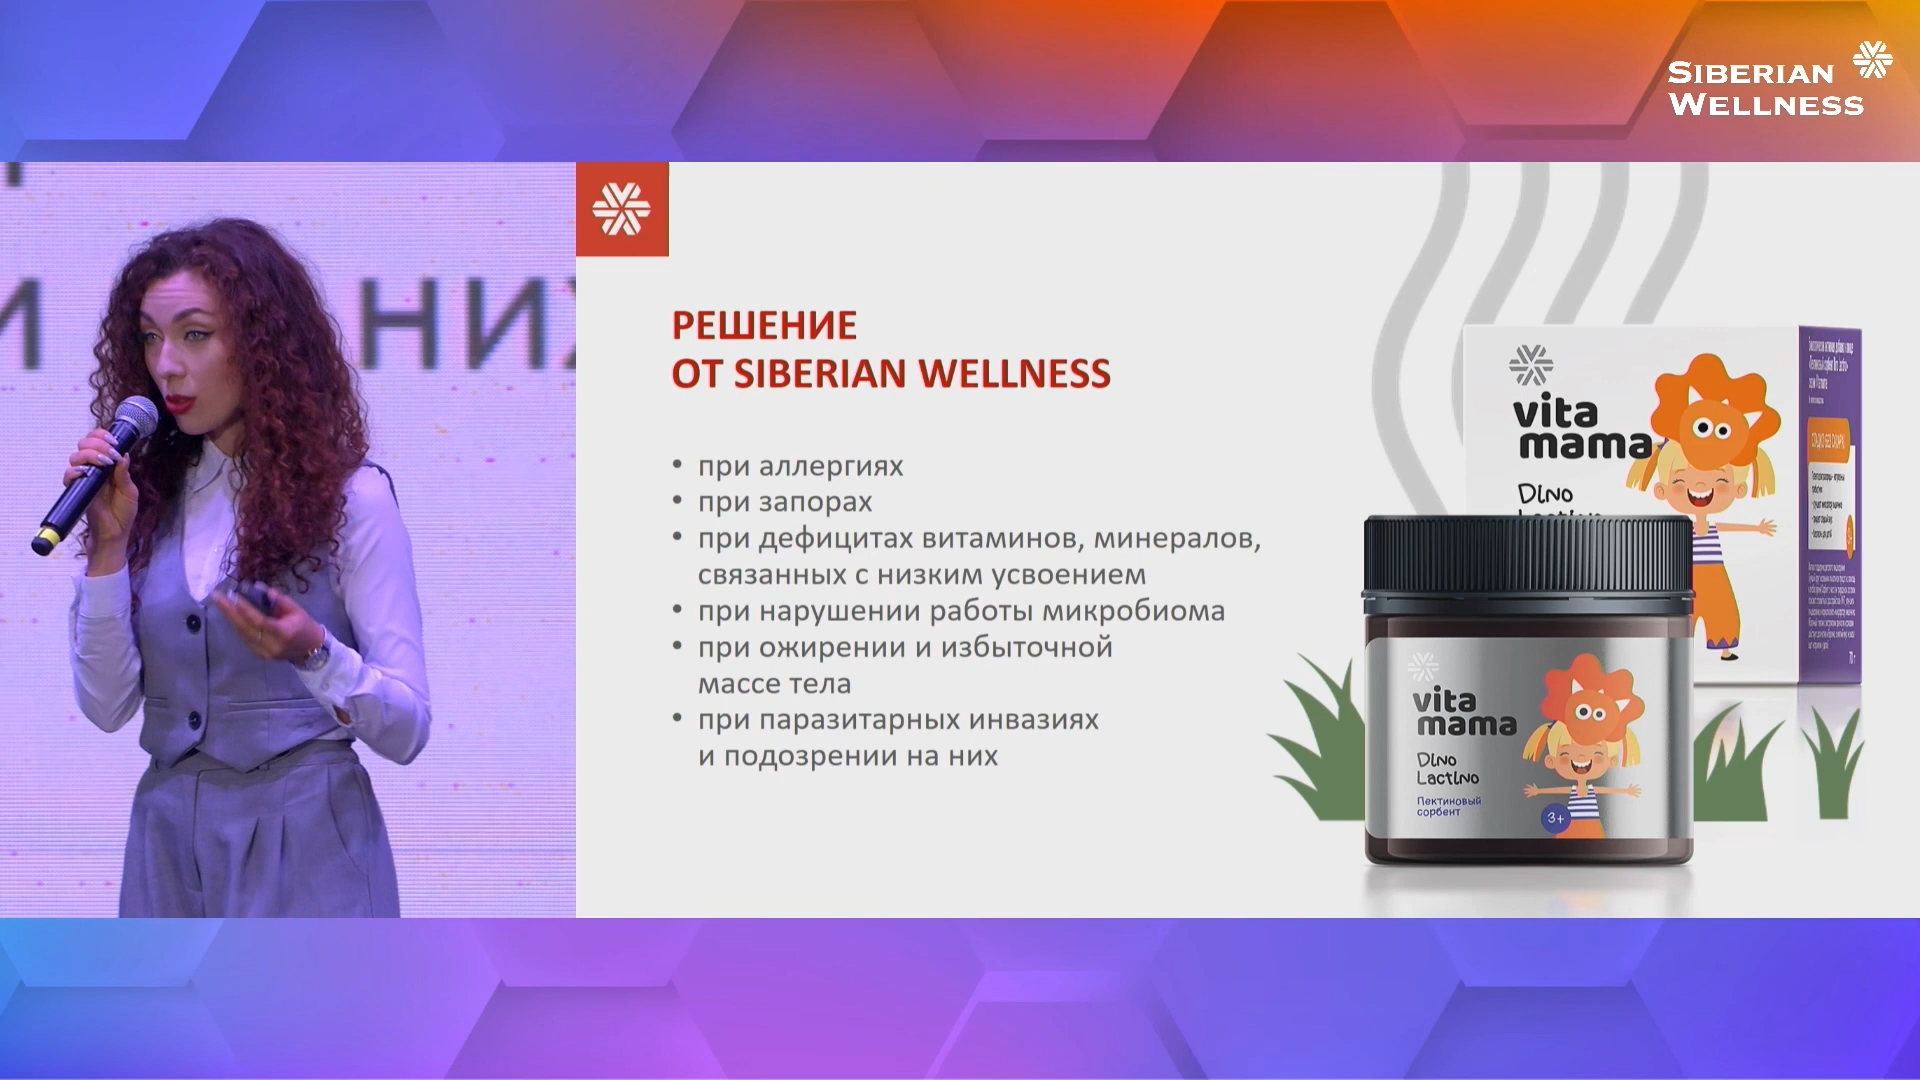 SIBERIAN
WELLNESS
И НИХ
РЕШЕНИЕ
ОТ SIBERIAN WELLNESS
• при аллергиях
• при запорах
• при дефицитах витаминов, минералов,
связанных с низким усвоением
• при нарушении работы микробиома
• при ожирении и избыточной
массе тела
• при паразитарных инвазиях
и подозрении на них
vita
mama
Dino
vita
mama
Dino
Lactino
Пектиновый
сорбент
3+
70 г